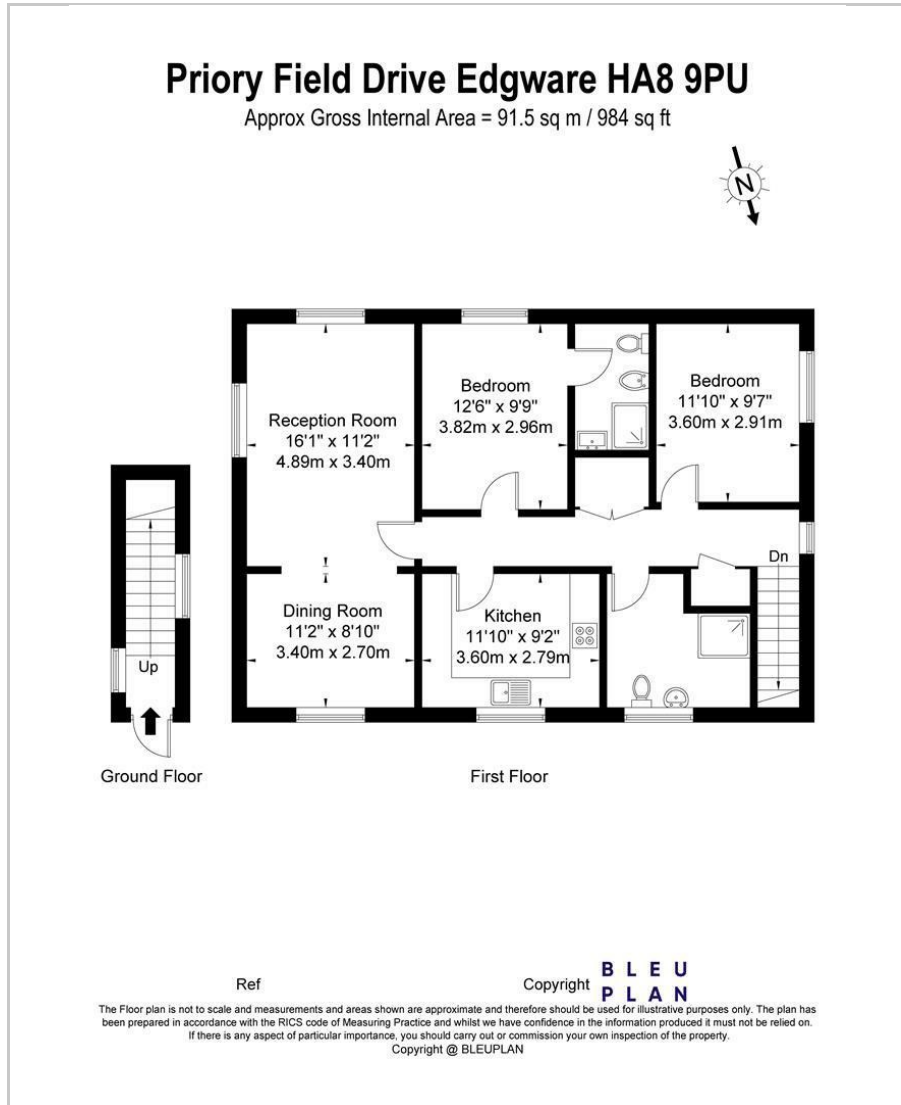 Priory Field Drive Edgware HA8 9PU
Approx Gross Internal Area = 91.5 sq m / 984 sq ft
N
Reception Room
16'1" x 11'2"
4.89m x 3.40m
Bedroom
12'6" x 9'9"
3.82m x 2.96m
Bedroom
11'10" x 9'7"
3.60m x 2.91m
Dn
Dining Room
11'2" x 8'10"
3.40m x 2.70m
Kitchen
11'10" x 9'2"
3.60m x 2.79m
Up
Ground Floor
First Floor
Ref
Copyright
BLEU
PLAN
The Floor plan is not to scale and measurements and areas shown are approximate and therefore should be used for illustrative purposes only. The plan has
been prepared in accordance with the RICS code of Measuring Practice and whilst we have confidence in the information produced it must not be relied on.
If there is any aspect of particular importance, you should carry out or commission your own inspection of the property.
Copyright @ BLEUPLAN